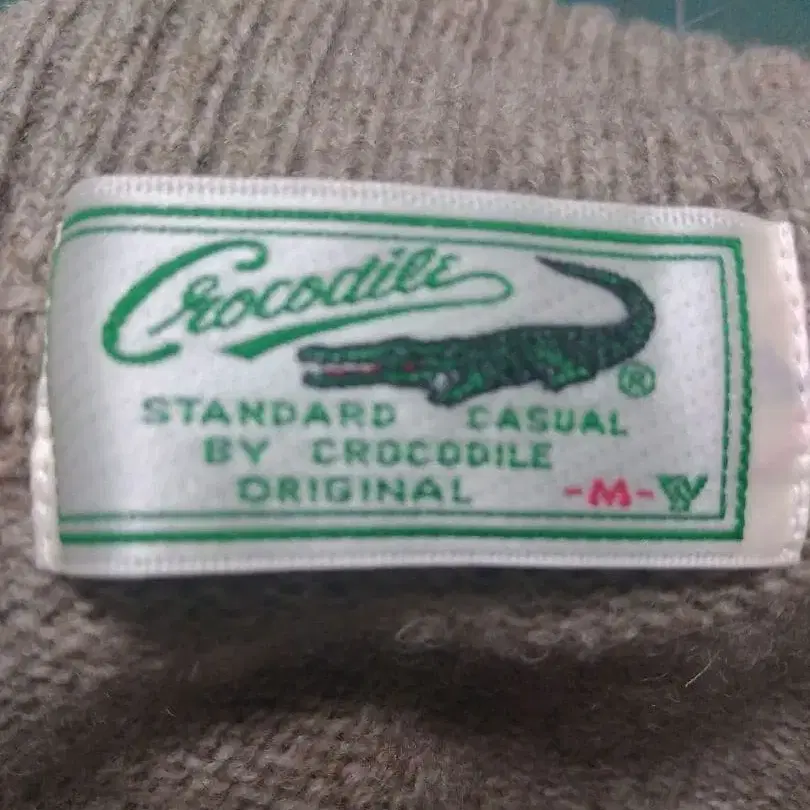 Crocodile
®
STANDARD CASUAL
BY CROCODILE
ORIGINAL -M-